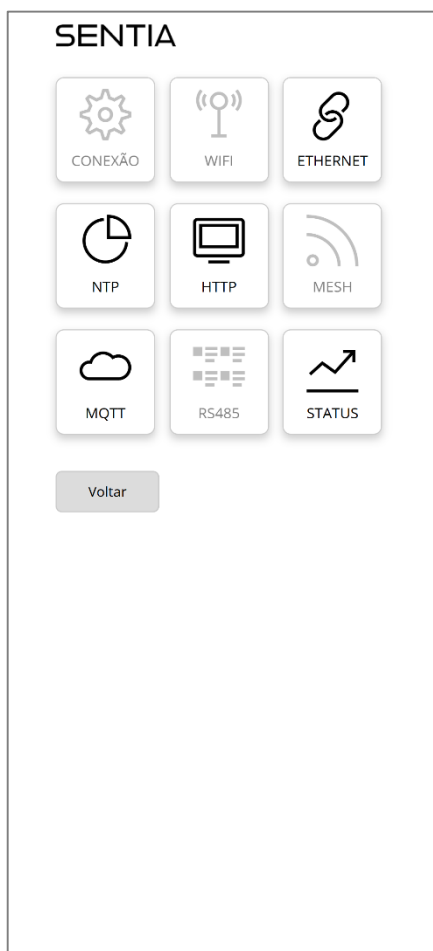 SENTIA
CONEXÃO
WIFI
ETHERNET
NTP
HTTP
MESH
MQTT
RS485
STATUS
Voltar